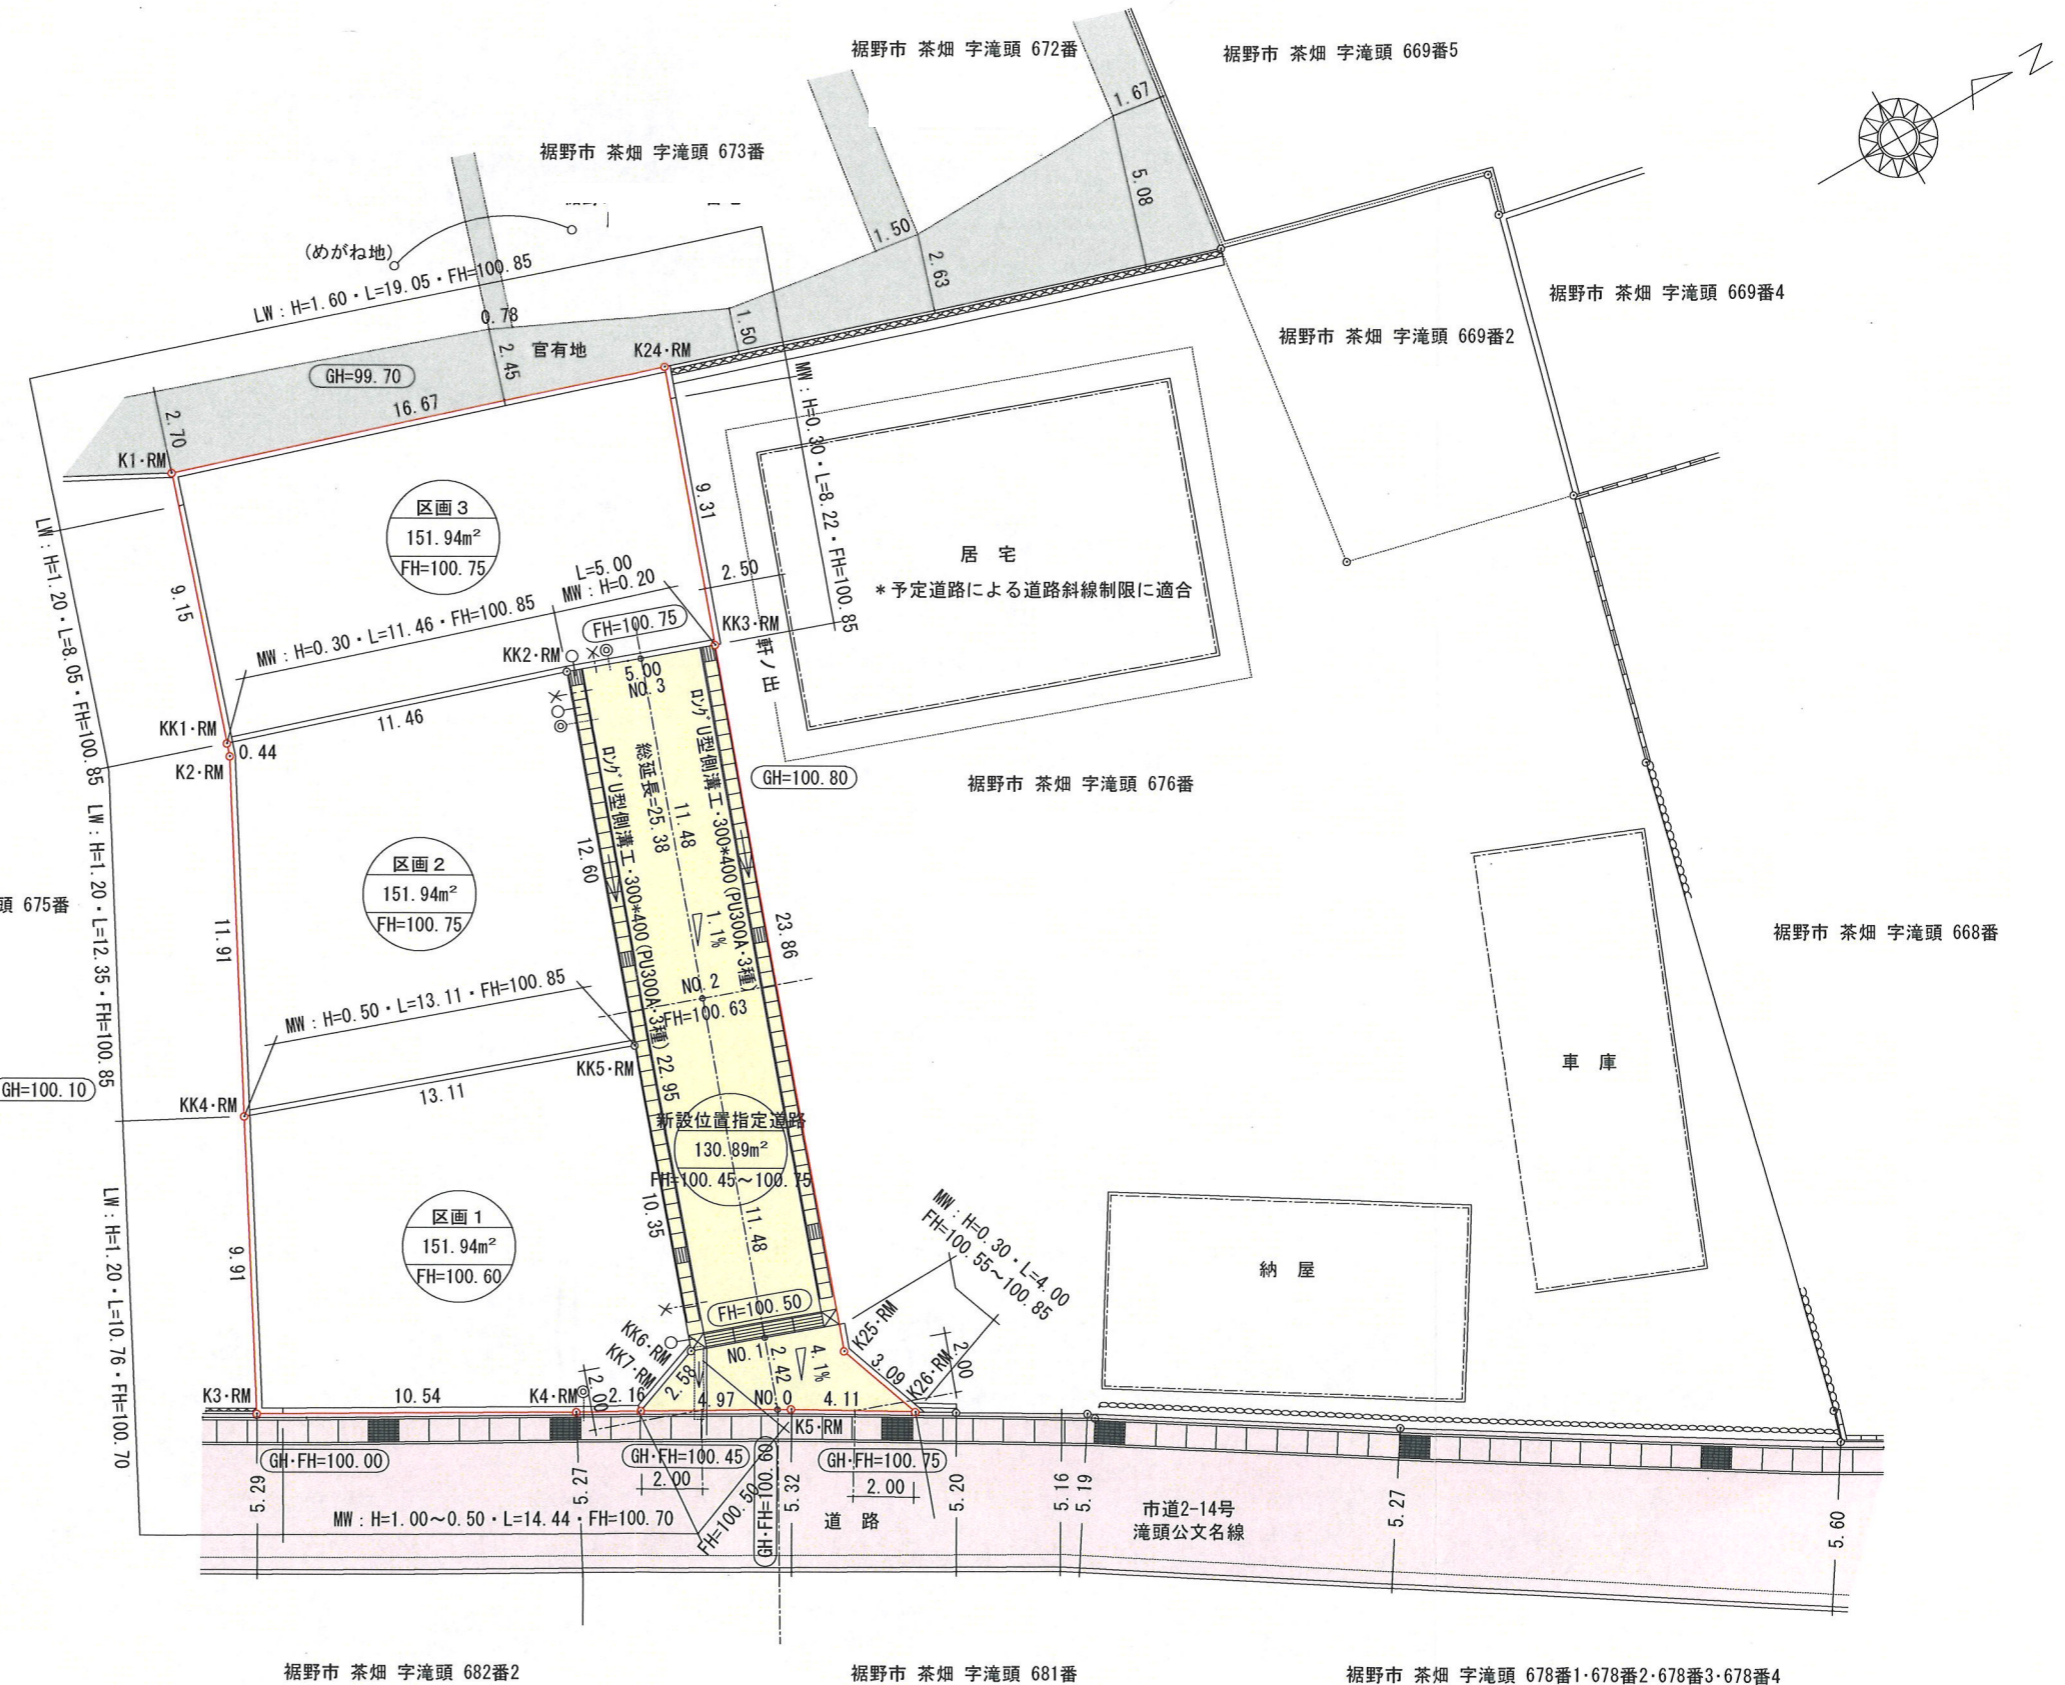 裾野市 茶畑 字滝頭 672番
裾野市 茶畑 字滝頭 669番5
N
裾野市 茶畑 字滝頭 673番
1.67
5.08
(めがね地)
LW：H=1.60・L=19.05・FH=100.85
1.50
2.63
0.78
1.50
2.45
官有地
K24・RM
GH=99.70
16.67
2.70
K1・RM
裾野市 茶畑 字滝頭 669番4
裾野市 茶畑 字滝頭 669番2
MW：H=0.30・L=8.22・FH=100.85
9.31
区画3
151.94m²
FH=100.75
LW：H=1.20・L=8.05・FH=100.85
9.15
L=5.00
MW：H=0.20
2.50
居 宅
*予定道路による道路斜線制限に適合
MW：H=0.30・L=11.46・FH=100.85
FH=100.75
KK3・RM
KK2・RM
軒ノ出
5.00
NO.3
11.46
KK1・RM
0.44
K2・RM
GH=100.80
裾野市 茶畑 字滝頭 676番
ロングU型側溝工・300*400(PU300A・3種)
総延長=25.38
11.48
ロングU型側溝工・300*400(PU300A・3種)
12.60
LW：H=1.20・L=12.35・FH=100.85
区画2
151.94m²
FH=100.75
頭 675番
11.91
1.1%
23.86
裾野市 茶畑 字滝頭 668番
NO.2
FH=100.63
MW：H=0.50・L=13.11・FH=100.85
22.95
KK5・RM
車 庫
GH=100.10
KK4・RM
13.11
新設位置指定道路
130.89m²
FH=100.45～100.75
LW：H=1.20・L=10.76・FH=100.70
10.35
11.48
区画1
151.94m²
FH=100.60
9.91
MW：H=0.30・L=4.00
FH=100.55～100.85
納 屋
FH=100.50
KK6・RM
KK7・RM
NO.1
2.42
4.1%
K25・RM
3.09
K26・RM
2.00
K3・RM
10.54
K4・RM
2.00
2.16
2.58
4.97
NO.0
4.11
K5・RM
GH・FH=100.00
GH・FH=100.45
GH・FH=100.60
GH・FH=100.75
2.00
2.00
5.29
5.27
5.32
5.20
5.16
5.19
5.27
5.60
MW：H=1.00～0.50・L=14.44・FH=100.70
FH=100.50
道 路
市道2-14号
滝頭公文名線
裾野市 茶畑 字滝頭 682番2
裾野市 茶畑 字滝頭 681番
裾野市 茶畑 字滝頭 678番1・678番2・678番3・678番4